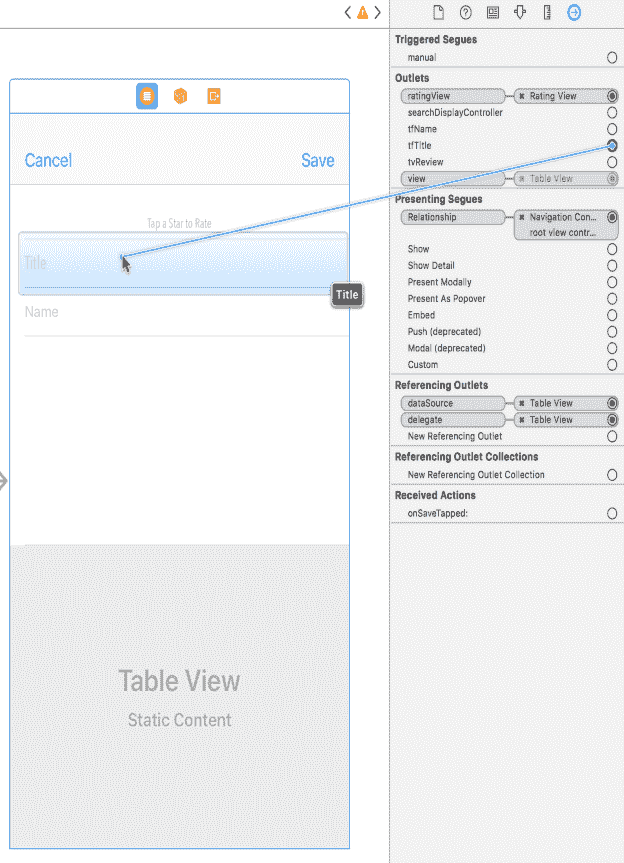 Cancel
Save
Tap a Star to Rate
Title
Title
Name
Table View
Static Content
Triggered Segues
manual
Outlets
ratingView
Rating View
searchDisplayController
tfName
tfTitle
tvReview
view
Table View
Presenting Segues
Relationship
Navigation Con...
root view contr...
Show
Show Detail
Present Modally
Present As Popover
Embed
Push (deprecated)
Modal (deprecated)
Custom
Referencing Outlets
dataSource
Table View
delegate
Table View
New Referencing Outlet
Referencing Outlet Collections
New Referencing Outlet Collection
Received Actions
onSaveTapped: